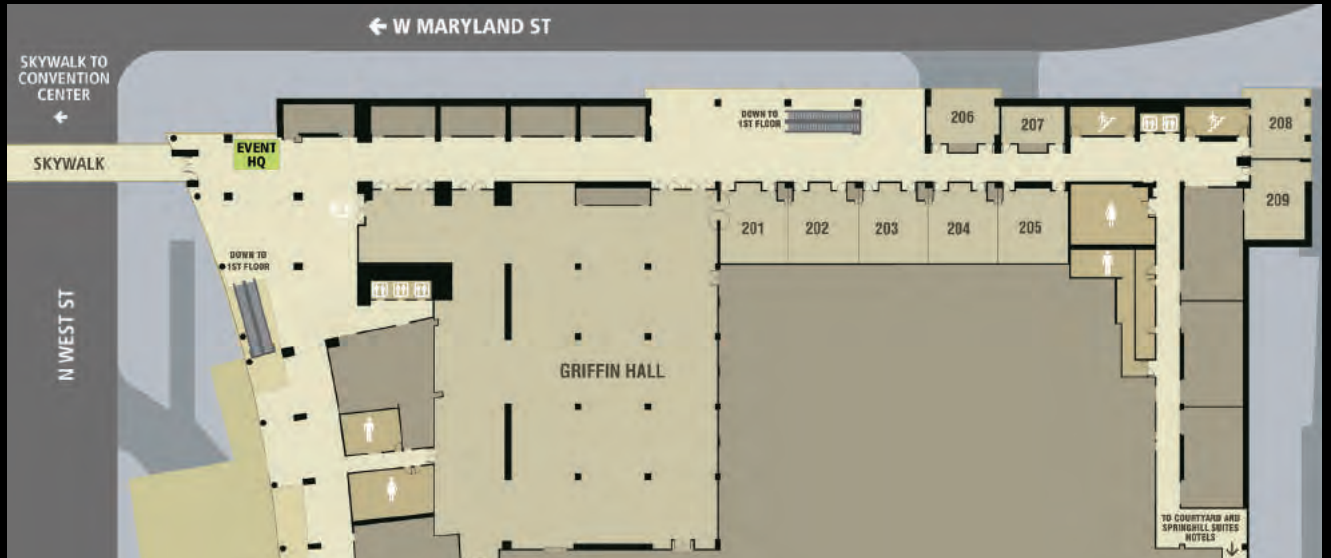 ← W MARYLAND ST
SKYWALK TO
CONVENTION
CENTER
←
SKYWALK
EVENT
HQ
DOWN TO
1ST FLOOR
206
207
208
209
201
202
203
204
205
DOWN TO
1ST FLOOR
N WEST ST
GRIFFIN HALL
TO COURTYARD AND
SPRINGHILL SUITES
HOTELS
↓